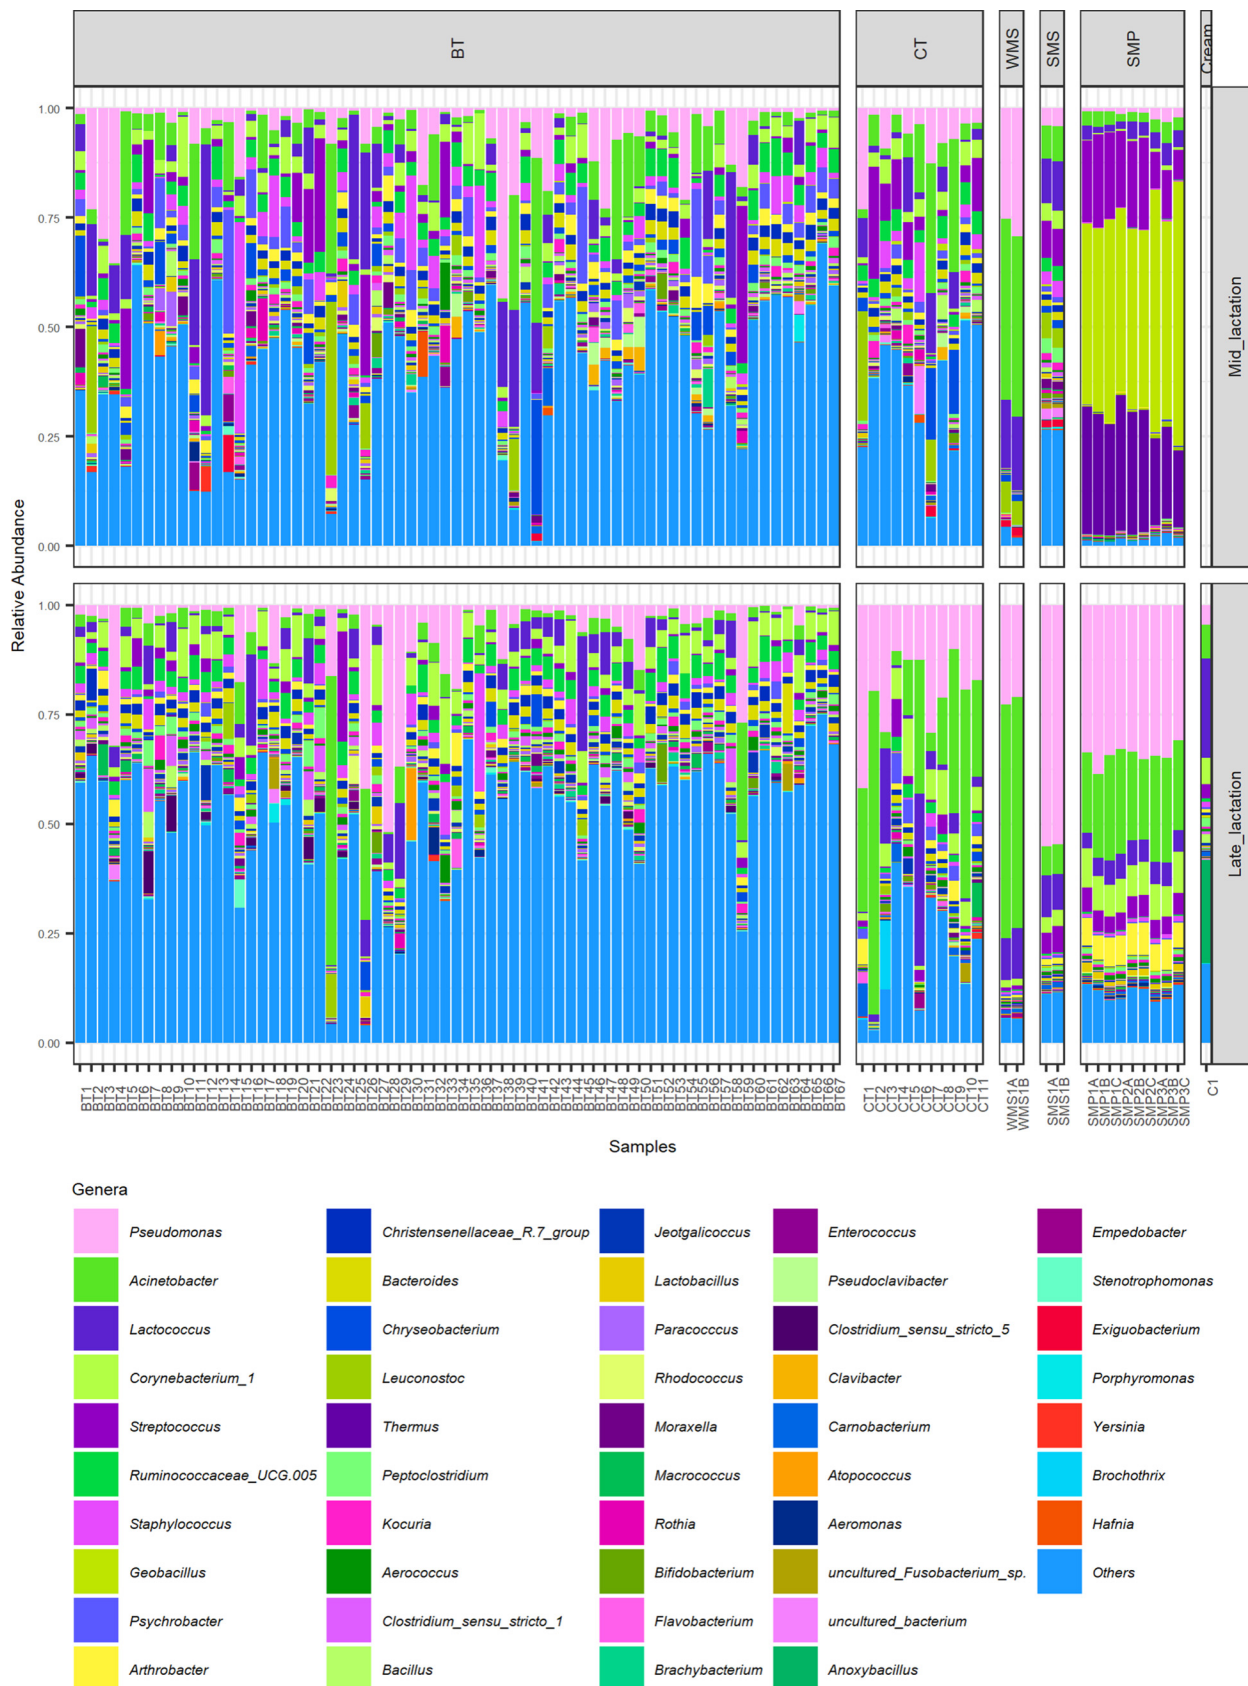 BT
CT
WMS
SMS
SMP
Cream
Relative Abundance
1.00
0.75
0.50
0.25
0.00
Mid_lactation
1.00
0.75
0.50
0.25
0.00
Late_lactation
BT1
BT2
BT3
BT4
BT5
BT6
BT7
BT8
BT9
BT10
BT11
BT12
BT13
BT14
BT15
BT16
BT17
BT18
BT19
BT20
BT21
BT22
BT23
BT24
BT25
BT26
BT27
BT28
BT29
BT30
BT31
BT32
BT33
BT34
BT35
BT36
BT37
BT38
BT39
BT40
BT41
BT42
BT43
BT44
BT45
BT46
BT47
BT48
BT49
BT50
BT51
BT52
BT53
BT54
BT55
BT56
BT57
BT58
BT59
BT60
BT61
BT62
BT63
BT64
BT65
BT66
BT67
CT1
CT2
CT3
CT4
CT5
CT6
CT7
CT8
CT9
CT10
CT11
WMS1A
WMS1B
SMS1A
SMS1B
SMP1A
SMP1B
SMP1C
SMP2A
SMP2B
SMP2C
SMP3A
SMP3B
SMP3C
C1
Samples
Genera
Pseudomonas
Acinetobacter
Lactococcus
Corynebacterium_1
Streptococcus
Ruminococcaceae_UCG.005
Staphylococcus
Geobacillus
Psychrobacter
Arthrobacter
Christensenellaceae_R.7_group
Bacteroides
Chryseobacterium
Leuconostoc
Thermus
Peptoclostridium
Kocuria
Aerococcus
Clostridium_sensu_stricto_1
Bacillus
Jeotgalicoccus
Lactobacillus
Paracocccus
Rhodococcus
Moraxella
Macrococcus
Rothia
Bifidobacterium
Flavobacterium
Brachybacterium
Enterococcus
Pseudoclavibacter
Clostridium_sensu_stricto_5
Clavibacter
Carnobacterium
Atopococcus
Aeromonas
uncultured_Fusobacterium_sp.
uncultured_bacterium
Anoxybacillus
Empedobacter
Stenotrophomonas
Exiguobacterium
Porphyromonas
Yersinia
Brochothrix
Hafnia
Others